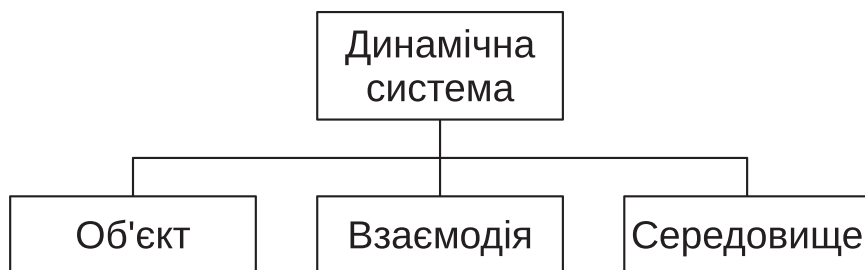 Динамічна
система
Об'єкт
Взаємодія
Середовище